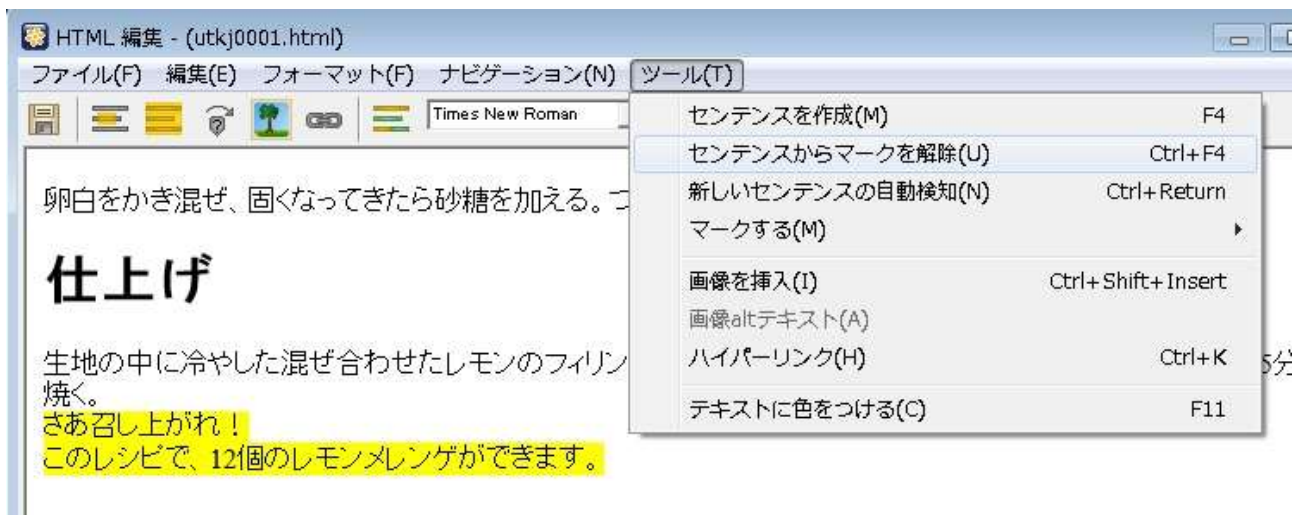 HTML 編集 - (utkj0001.html)
ファイル(F) 編集(E) フォーマット(F) ナビゲーション(N) ツール(T)
Times New Roman
センテンスを作成(M) F4
センテンスからマークを解除(U) Ctrl+F4
新しいセンテンスの自動検知(N) Ctrl+Return
マークする(M)
画像を挿入(I) Ctrl+Shift+Insert
画像altテキスト(A)
ハイパーリンク(H) Ctrl+K
テキストに色をつける(C) F11
卵白をかき混ぜ、固くなってきたら砂糖を加える。つ
仕上げ
生地の中に冷やした混ぜ合わせたレモンのフィリン 5分
焼く。
さあ召し上がれ！
このレシピで、12個のレモンメレンゲができます。